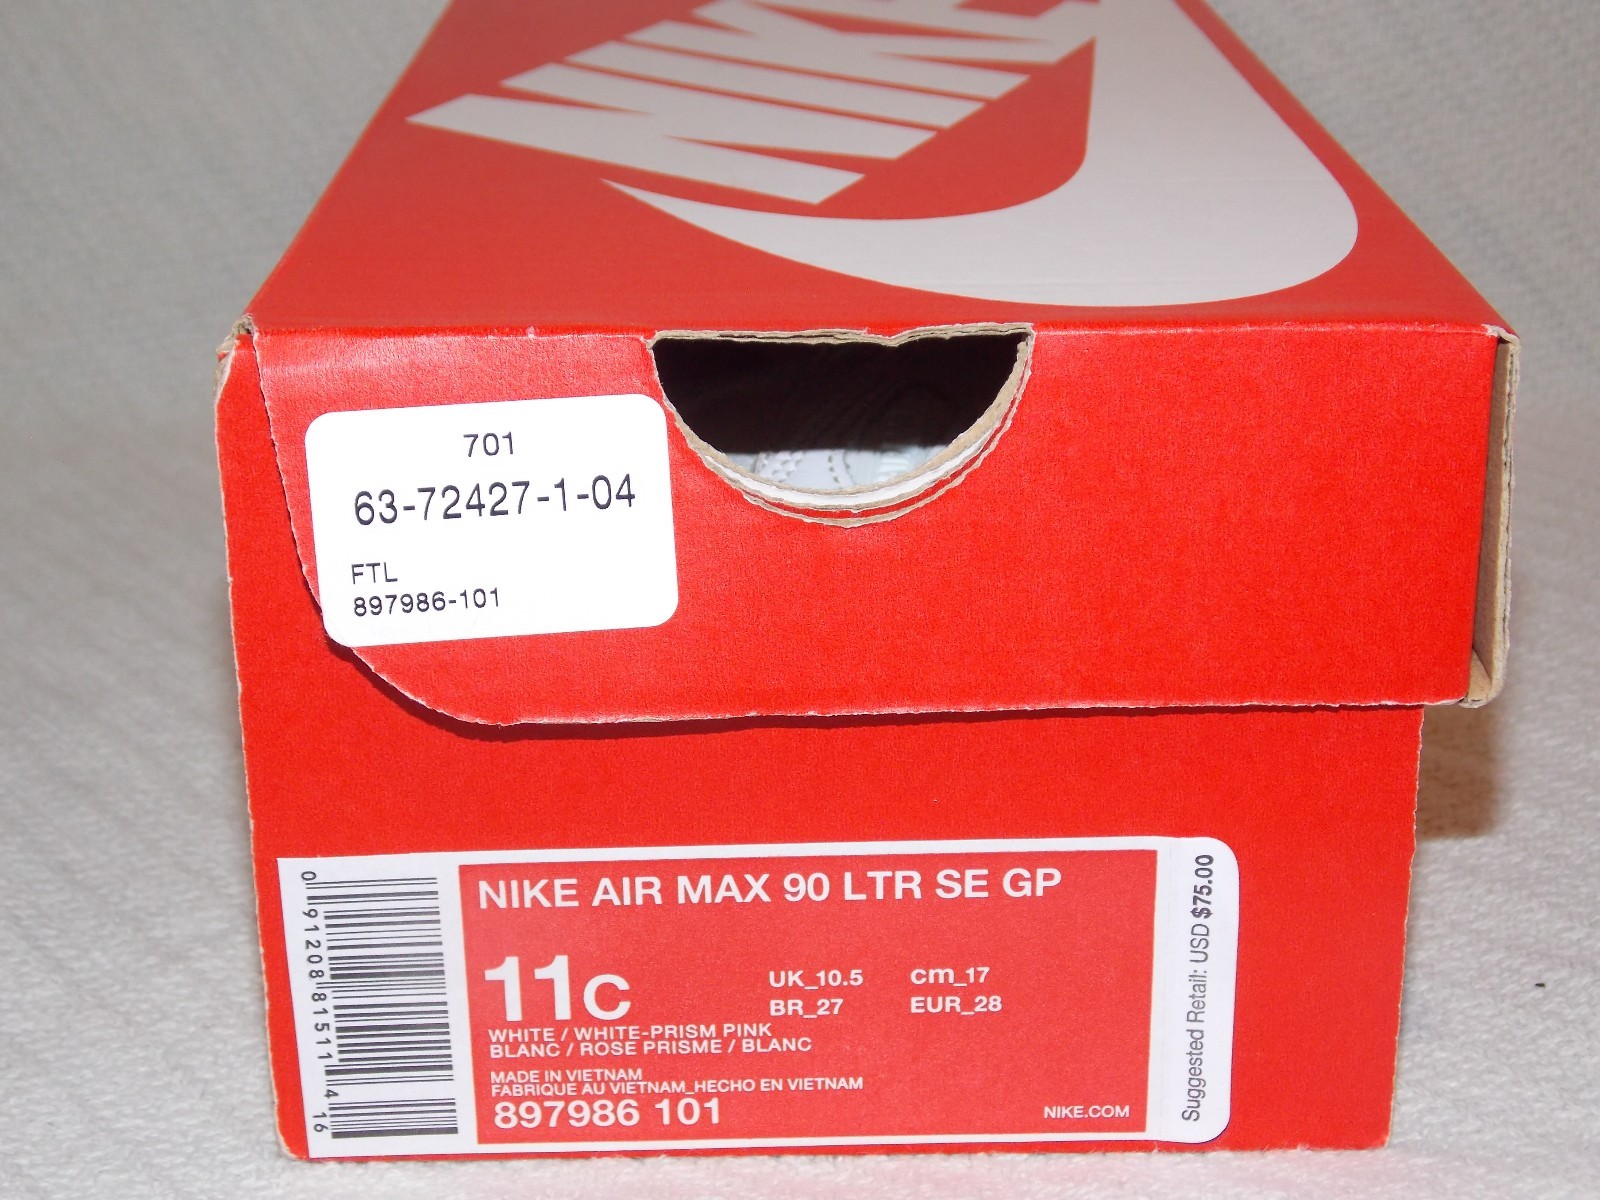 NIKE
701
63-72427-1-04
FTL
897986-101
0 91208 81511 4 16
NIKE AIR MAX 90 LTR SE GP
11C
UK_10.5 cm_17
BR_27 EUR_28
WHITE / WHITE-PRISM PINK
BLANC / ROSE PRISME / BLANC
MADE IN VIETNAM
FABRIQUE AU VIETNAM_HECHO EN VIETNAM
897986 101
NIKE.COM
Suggested Retail: USD $75.00